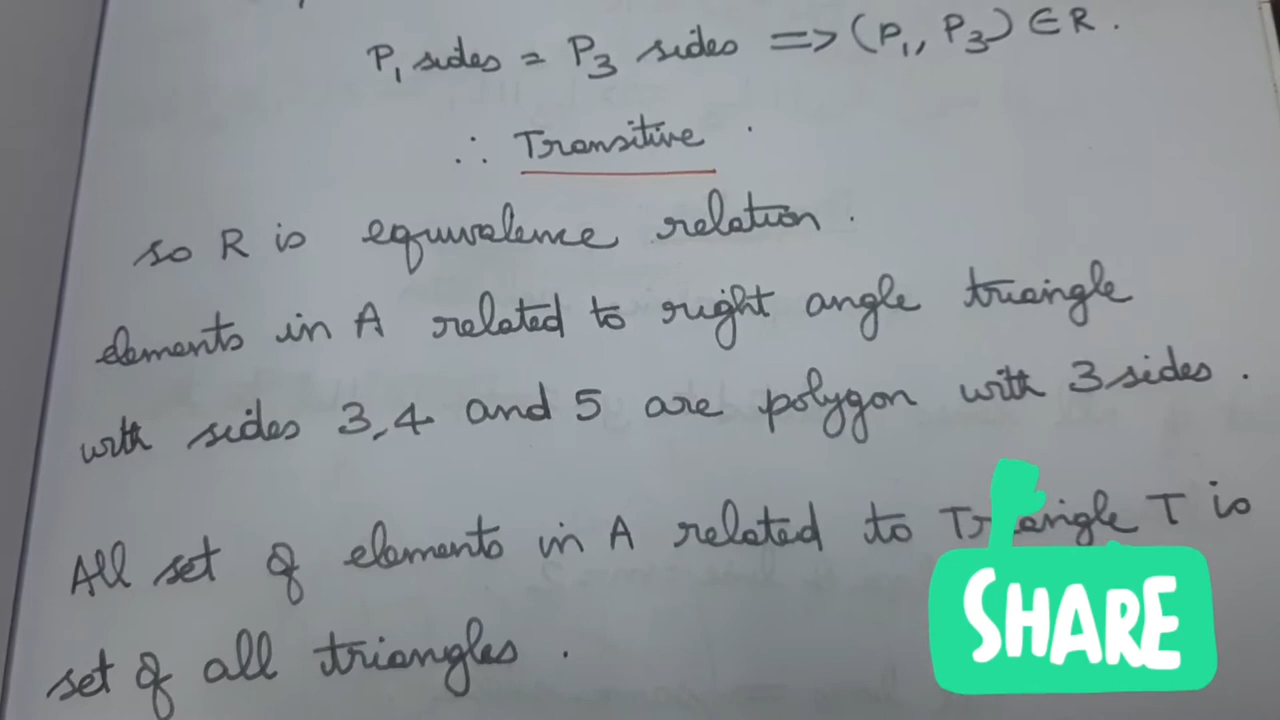 P₁ sides = P₃ sides => (P₁, P₃) ∈ R.
∴ Transitive.
so R is equivalence relation.
elements in A related to right angle triangle
with sides 3,4 and 5 are polygon with 3 sides.
All set of elements in A related to Triangle T is
set of all triangles.
SHARE